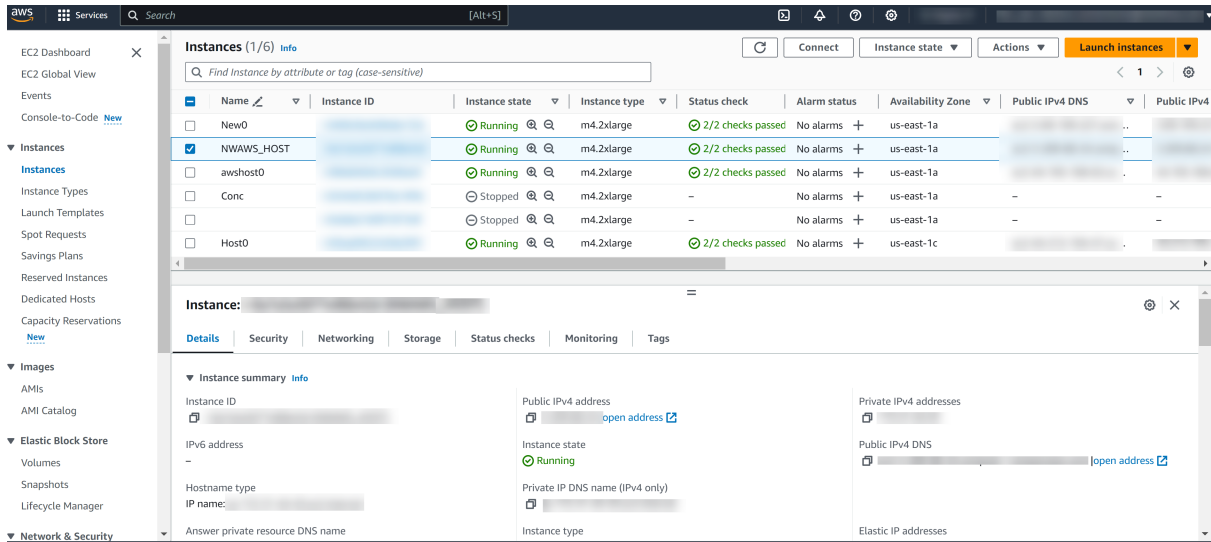 aws Services Search [Alt+S]
EC2 Dashboard
EC2 Global View
Events
Console-to-Code New
Instances
Instances
Instance Types
Launch Templates
Spot Requests
Savings Plans
Reserved Instances
Dedicated Hosts
Capacity Reservations
New
Images
AMIs
AMI Catalog
Elastic Block Store
Volumes
Snapshots
Lifecycle Manager
Network & Security
Instances (1/6) Info Connect Instance state Actions Launch instances
Find Instance by attribute or tag (case-sensitive) 1
Name Instance ID Instance state Instance type Status check Alarm status Availability Zone Public IPv4 DNS Public IPv4
New0 Running m4.2xlarge 2/2 checks passed No alarms + us-east-1a
NWAWS_HOST Running m4.2xlarge 2/2 checks passed No alarms + us-east-1a
awshost0 Running m4.2xlarge 2/2 checks passed No alarms + us-east-1a
Conc Stopped m4.2xlarge – No alarms + us-east-1a – –
Stopped m4.2xlarge – No alarms + us-east-1a – –
Host0 Running m4.2xlarge 2/2 checks passed No alarms + us-east-1c
Instance:
Details Security Networking Storage Status checks Monitoring Tags
Instance summary Info
Instance ID Public IPv4 address Private IPv4 addresses
open address
IPv6 address Instance state Public IPv4 DNS
– Running open address
Hostname type Private IP DNS name (IPv4 only)
IP name:
Answer private resource DNS name Instance type Elastic IP addresses